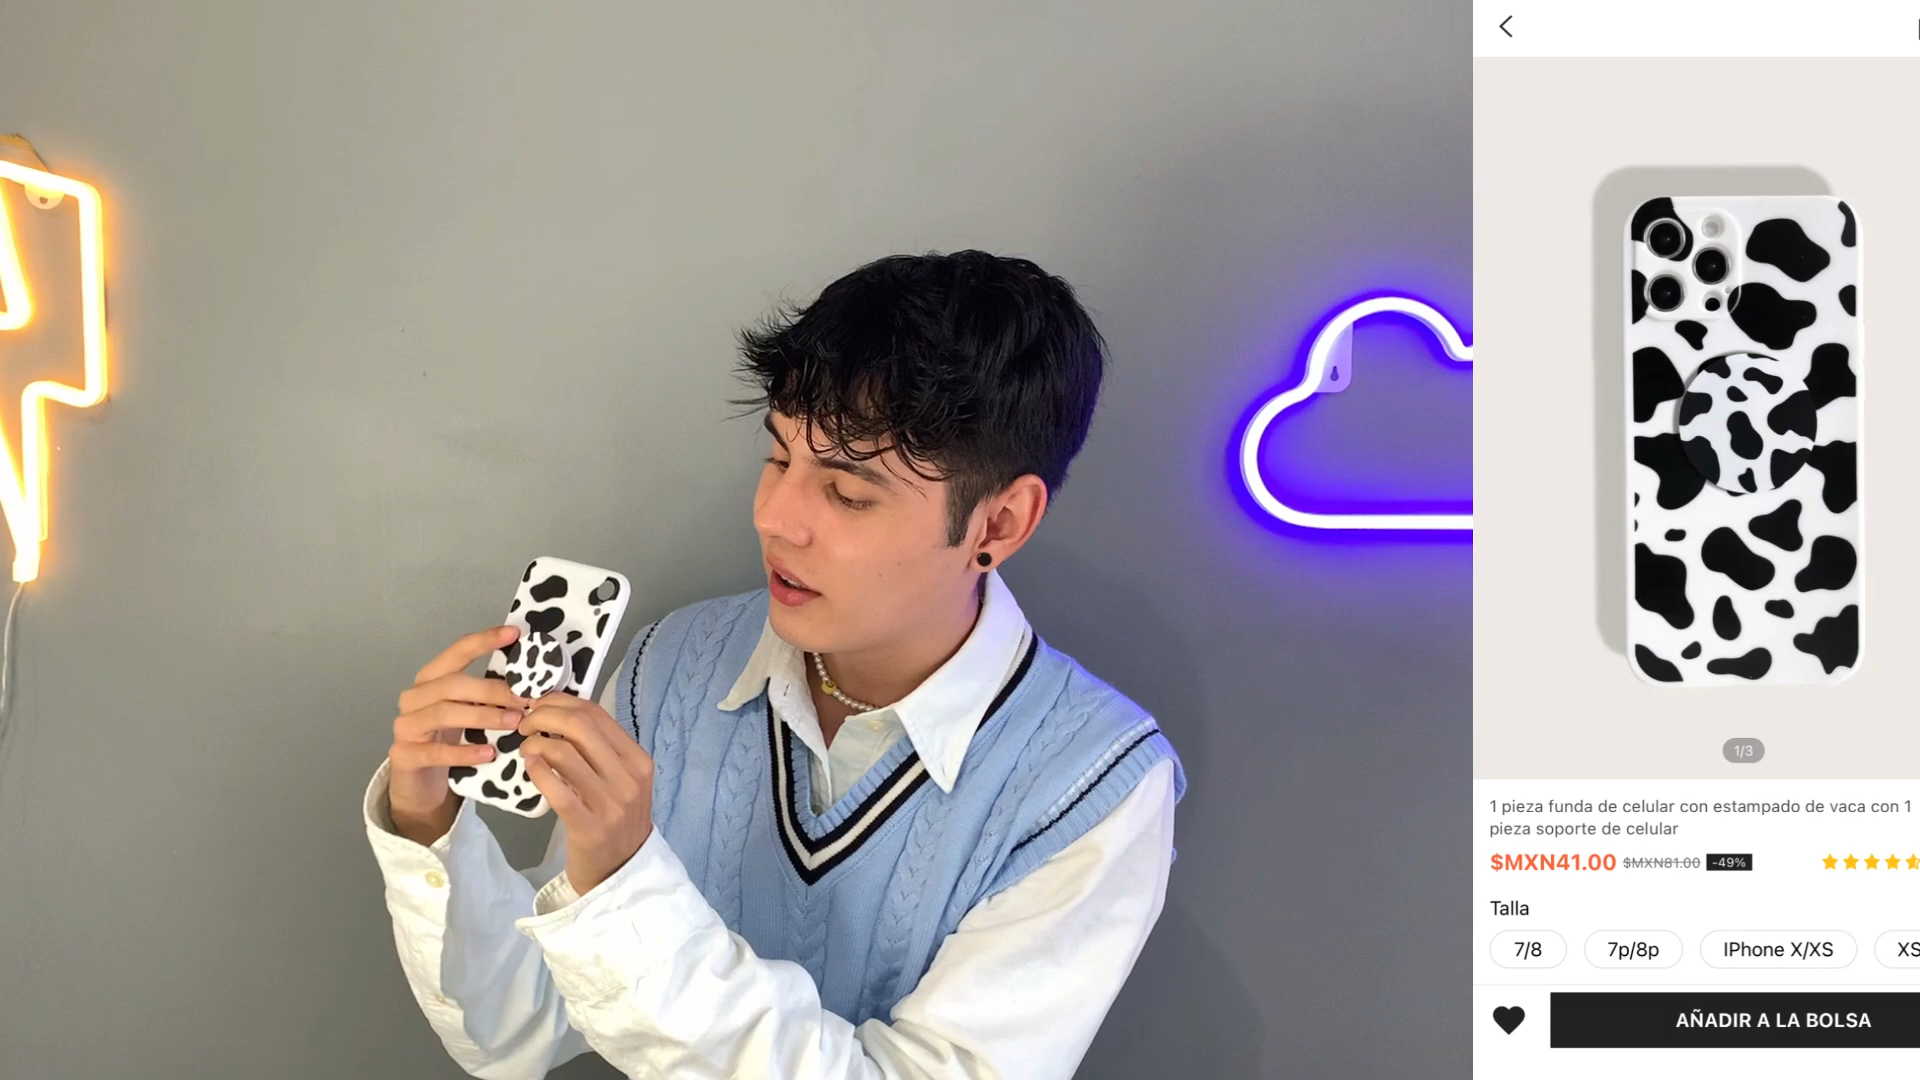 1/3
1 pieza funda de celular con estampado de vaca con 1
pieza soporte de celular
$MXN41.00 $MXN81.00 -49%
Talla
7/8 7p/8p IPhone X/XS XS
AÑADIR A LA BOLSA